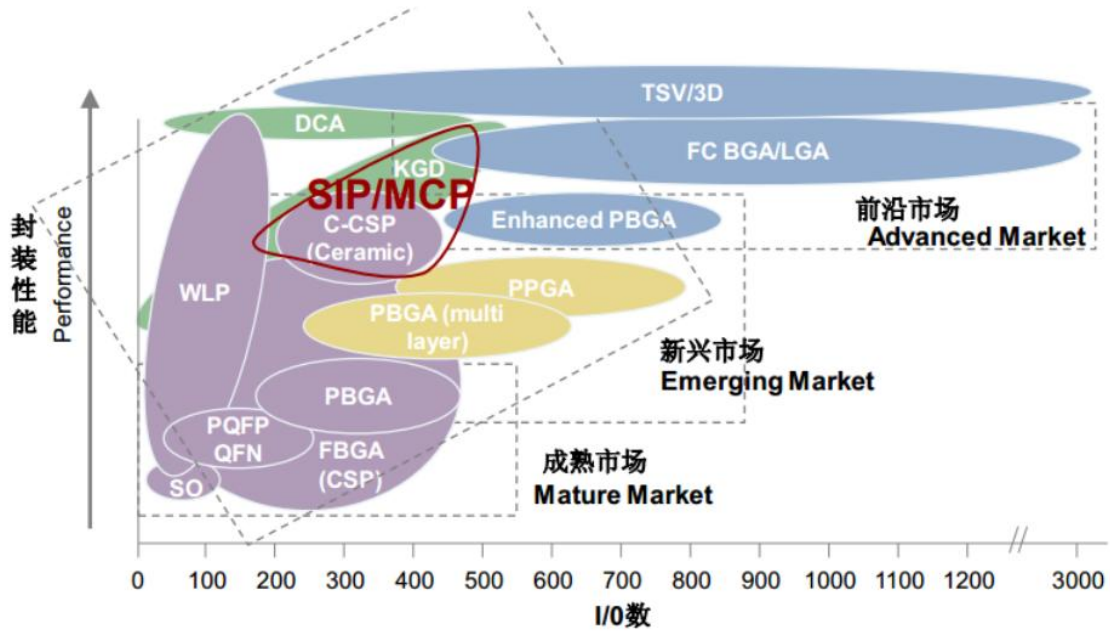 TSV/3D
DCA
FC BGA/LGA
KGD
SIP/MCP
C-CSP
(Ceramic)
Enhanced PBGA
前沿市场
Advanced Market
封装性能
Performance
WLP
PPGA
PBGA (multi
layer)
新兴市场
Emerging Market
PBGA
PQFP
QFN
FBGA
(CSP)
SO
成熟市场
Mature Market
0 100 200 300 400 500 600 700 800 900 1000 1100 1200 3000
I/0数